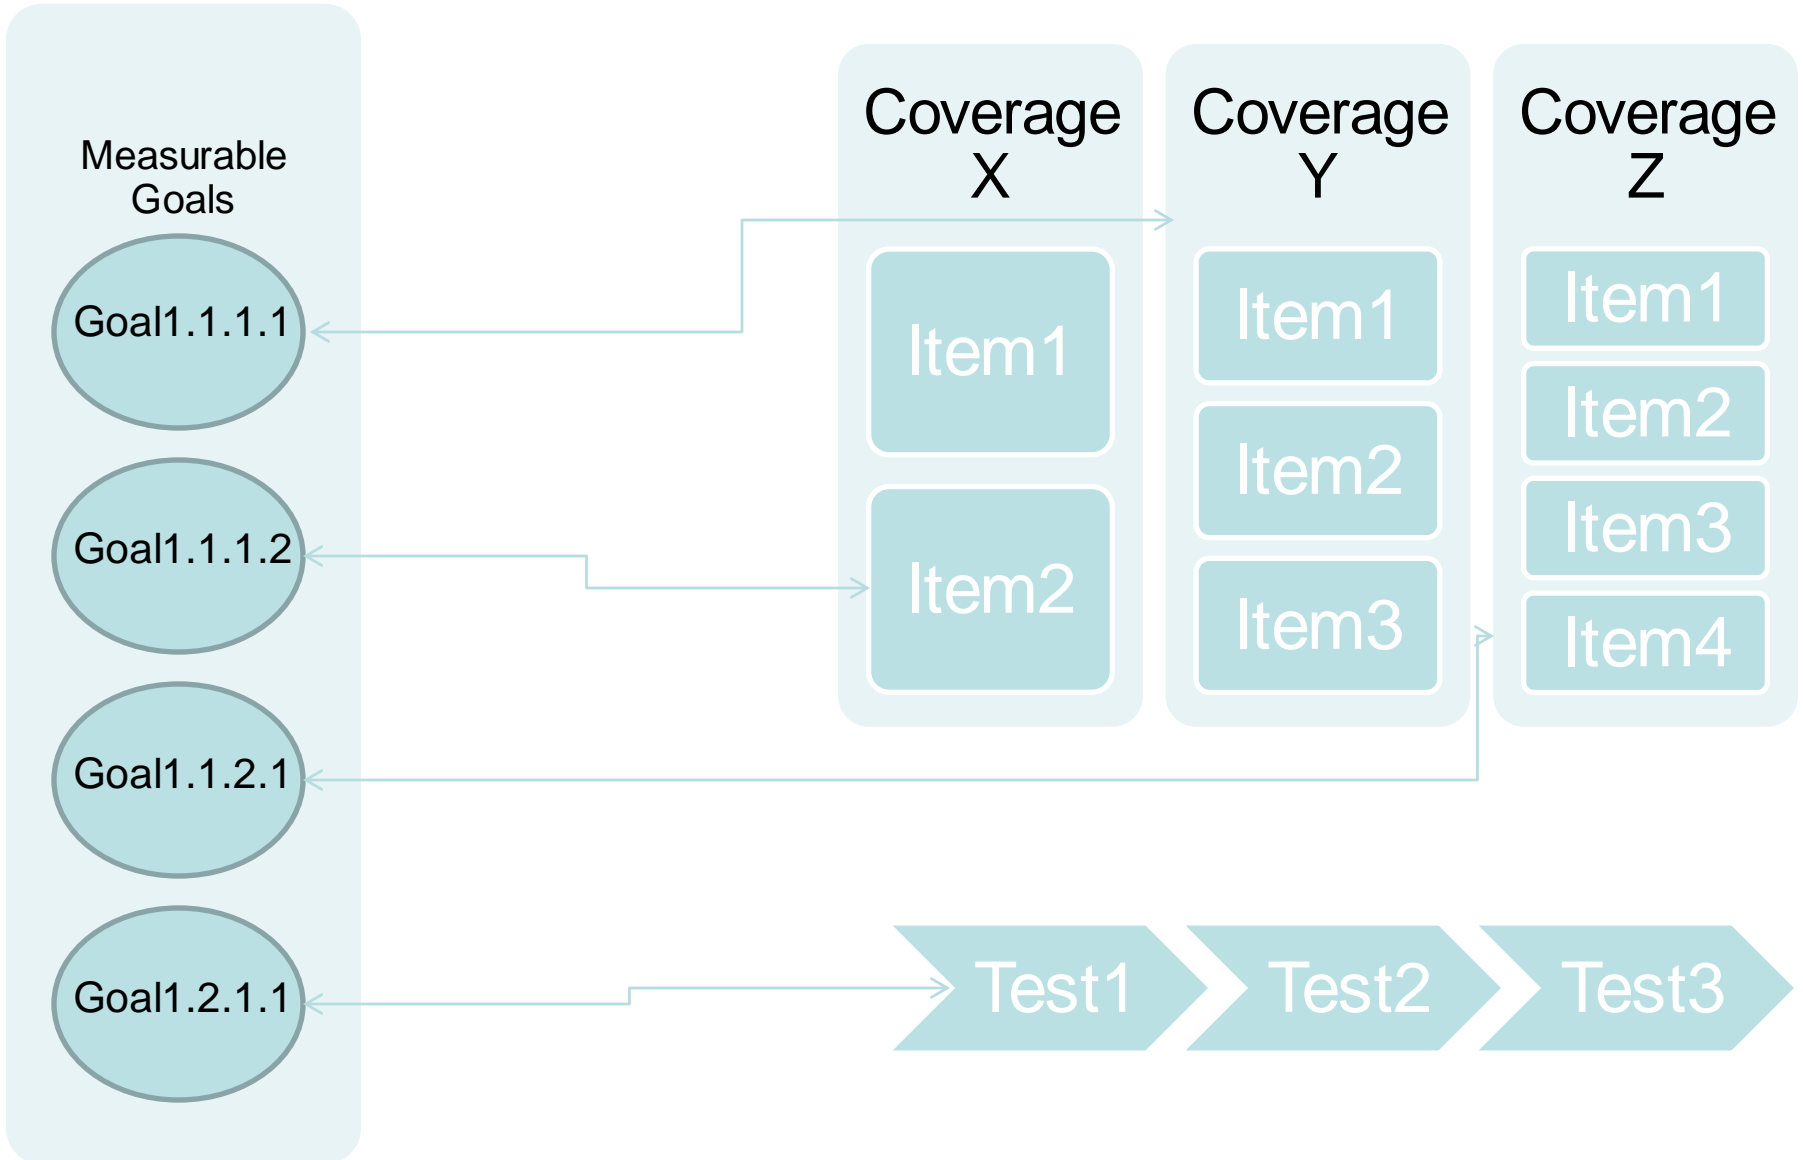 Measurable
Goals
Goal1.1.1.1
Goal1.1.1.2
Goal1.1.2.1
Goal1.2.1.1
Coverage
X
Item1
Item2
Coverage
Y
Item1
Item2
Item3
Coverage
Z
Item1
Item2
Item3
Item4
Test1
Test2
Test3